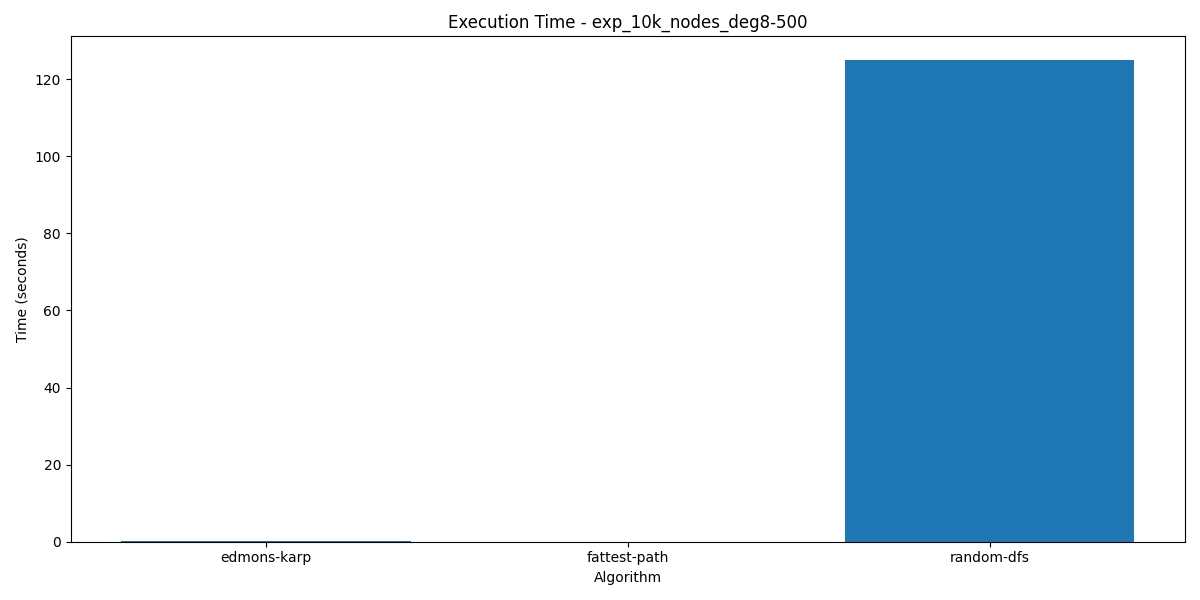 Execution Time - exp_10k_nodes_deg8-500
Time (seconds)
120
100
80
60
40
20
0
edmons-karp
fattest-path
random-dfs
Algorithm